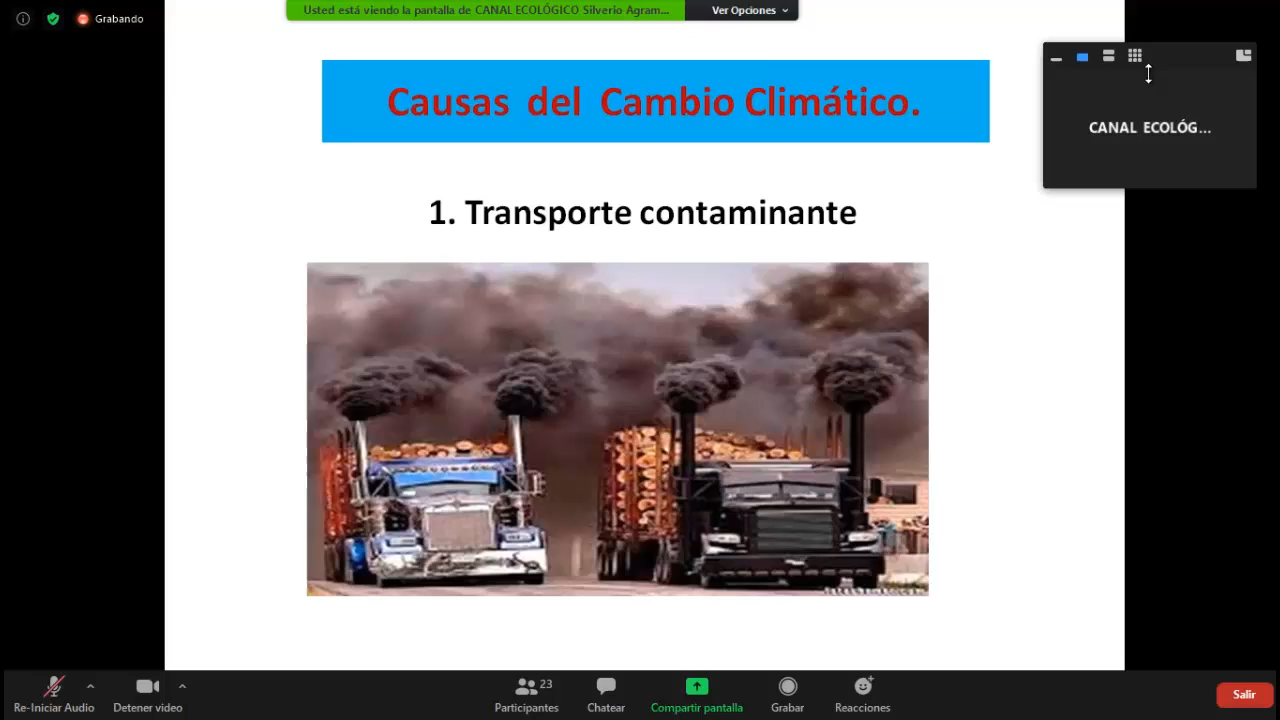 Grabando
Usted está viendo la pantalla de CANAL ECOLÓGICO Silverio Agram...
Ver Opciones
Causas del Cambio Climático.
CANAL ECOLÓG...
1. Transporte contaminante
Re-Iniciar Audio
Detener video
23
Participantes
Chatear
Compartir pantalla
Grabar
Reacciones
Salir